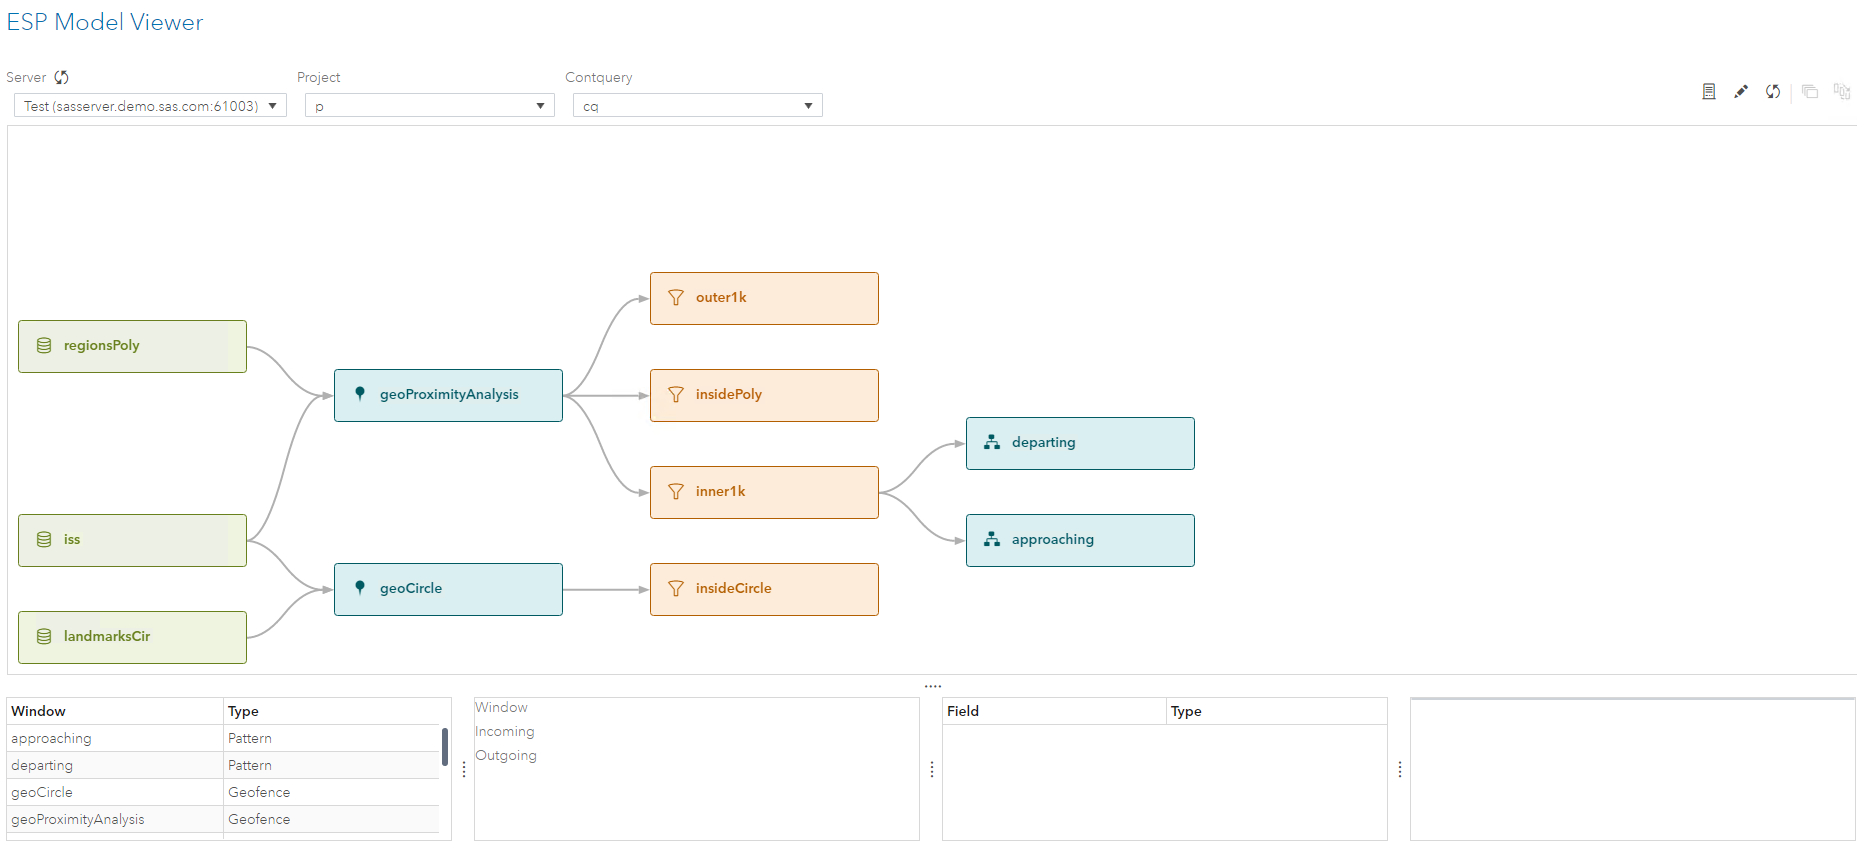 ESP Model Viewer
Server Project Contquery
Test (sasserver.demo.sas.com:61003) p cq
outer1k
regionsPoly
geoProximityAnalysis
insidePoly
departing
inner1k
iss
approaching
geoCircle
insideCircle
landmarksCir
Window Type
approaching Pattern
departing Pattern
geoCircle Geofence
geoProximityAnalysis Geofence
Window
Incoming
Outgoing
Field Type